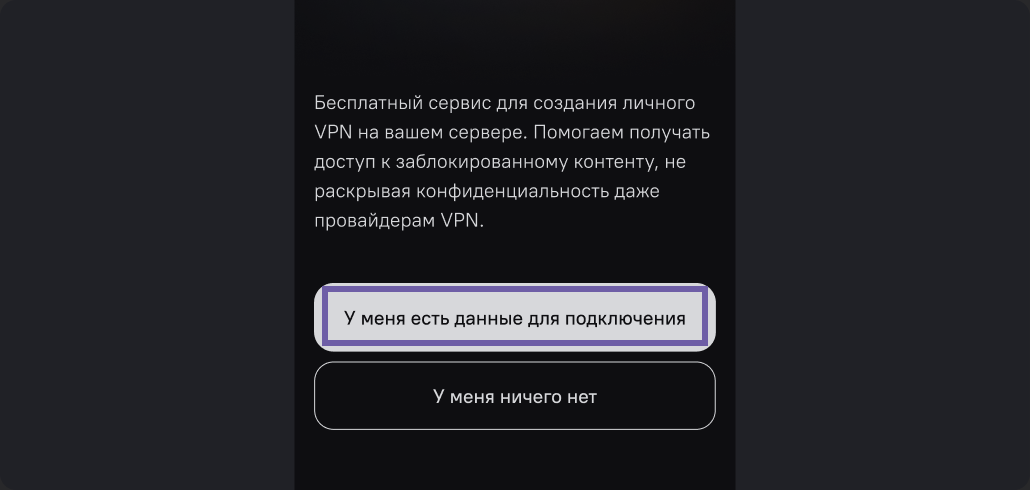 Бесплатный сервис для создания личного
VPN на вашем сервере. Помогаем получать
доступ к заблокированному контенту, не
раскрывая конфиденциальность даже
провайдерам VPN.
У меня есть данные для подключения
У меня ничего нет